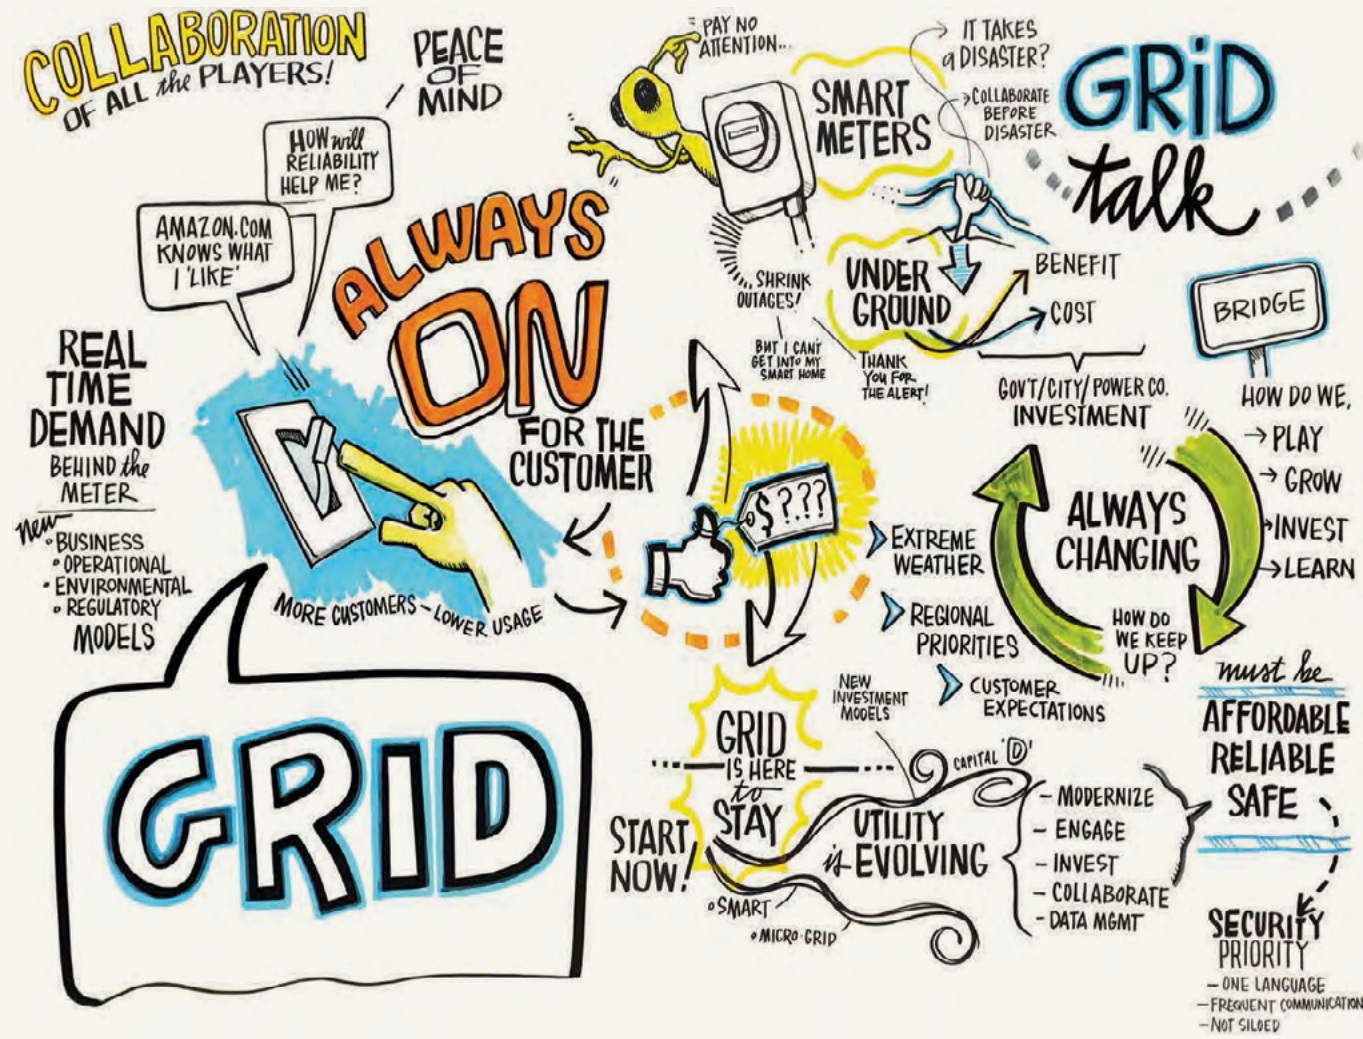 COLLABORATION
OF ALL the PLAYERS!
PEACE
OF
MIND
HOW will
RELIABILITY
HELP ME?
AMAZON.COM
KNOWS WHAT
I 'LIKE'
ALWAYS
ON
FOR THE
CUSTOMER
REAL
TIME
DEMAND
BEHIND the
METER
new
BUSINESS
OPERATIONAL
ENVIRONMENTAL
REGULATORY
MODELS
MORE CUSTOMERS - LOWER USAGE
GRID
PAY NO
ATTENTION...
SMART
METERS
SHRINK
OUTAGES!
BUT I CAN'T
GET INTO MY
SMART HOME
THANK
YOU FOR
THE ALERT!
IT TAKES
a DISASTER?
COLLABORATE
BEFORE
DISASTER
GRiD
talk
UNDER
GROUND
BENEFIT
COST
GOVT/CITY/POWER CO.
INVESTMENT
BRIDGE
HOW DO WE,
PLAY
GROW
INVEST
LEARN
$?.??
ALWAYS
CHANGING
HOW DO
WE KEEP
UP?
EXTREME
WEATHER
REGIONAL
PRIORITIES
CUSTOMER
EXPECTATIONS
GRID
IS HERE
to
STAY
START
NOW!
NEW
INVESTMENT
MODELS
CAPITAL 'D'
UTILITY
is EVOLVING
SMART
MICRO-GRID
- MODERNIZE
- ENGAGE
- INVEST
- COLLABORATE
- DATA MGMT
must be
AFFORDABLE
RELIABLE
SAFE
SECURITY
PRIORITY
- ONE LANGUAGE
- FREQUENT COMMUNICATION
- NOT SILOED